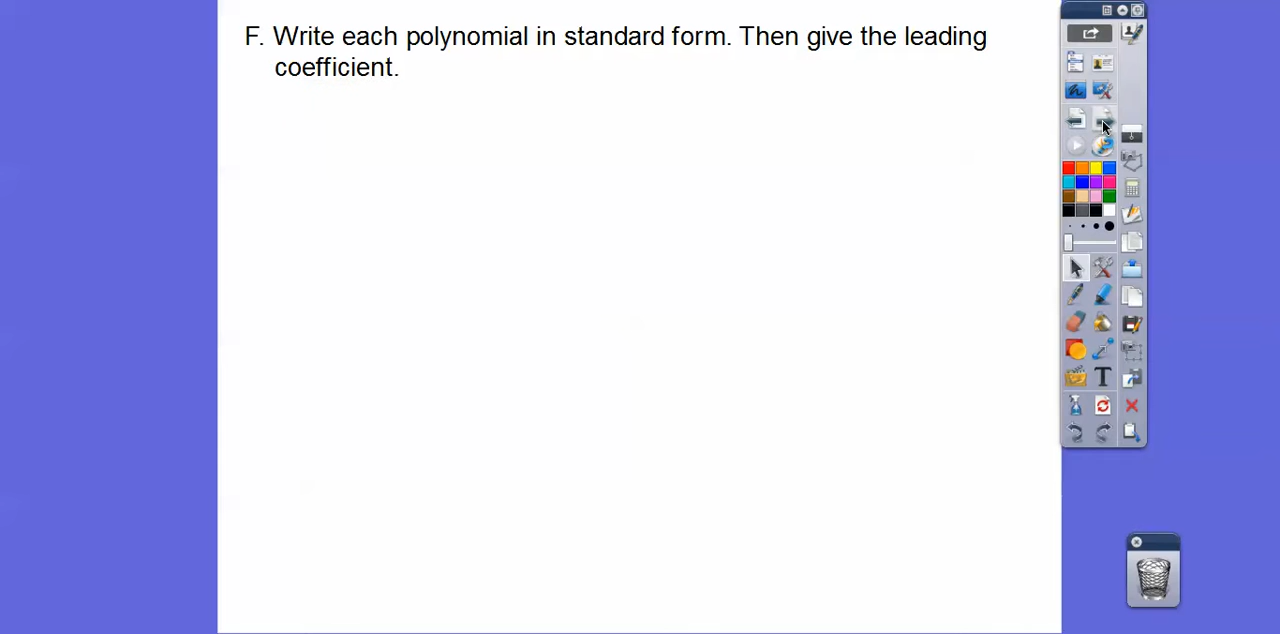 F. Write each polynomial in standard form. Then give the leading
coefficient.